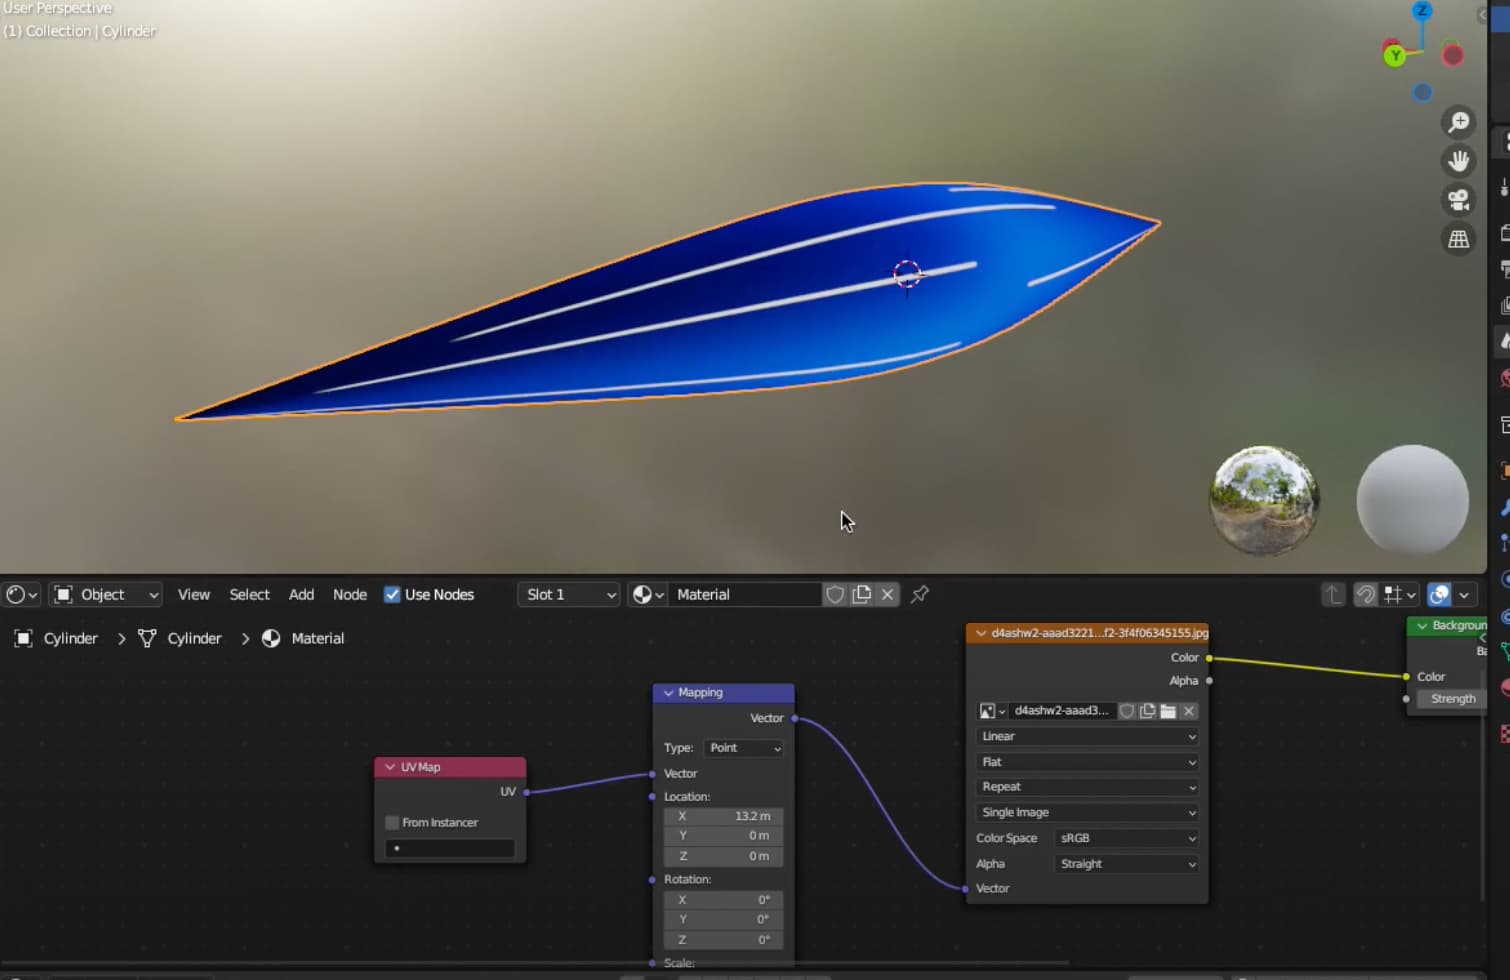 User Perspective
(1) Collection | Cylinder
Z
Y
Object View Select Add Node Use Nodes Slot 1 Material
Cylinder > Cylinder > Material
UV Map
UV
From Instancer
Mapping
Vector
Type: Point
Vector
Location:
X 13.2 m
Y 0 m
Z 0 m
Rotation:
X 0°
Y 0°
Z 0°
Scale:
d4ashw2-aaad3221...f2-3f4f06345155.jpg
Color
Alpha
d4ashw2-aaad3...
Linear
Flat
Repeat
Single Image
Color Space sRGB
Alpha Straight
Vector
Backgroun
Ba
Color
Strength